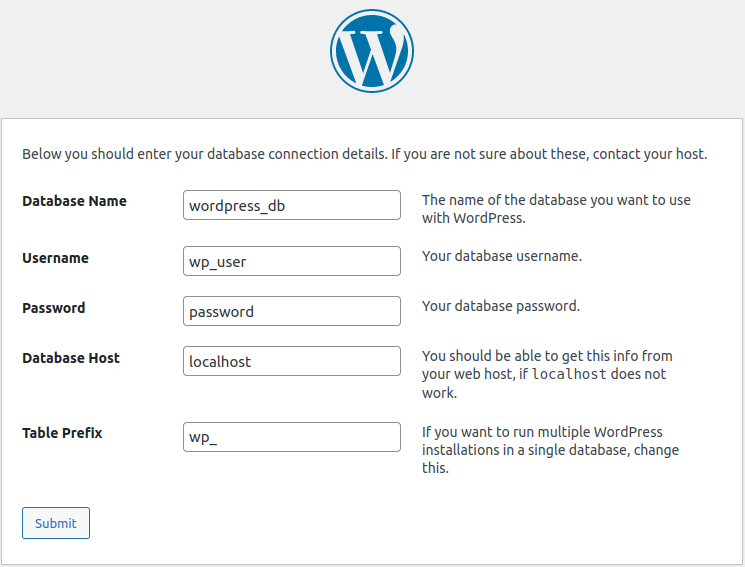 W
Below you should enter your database connection details. If you are not sure about these, contact your host.
Database Name
wordpress_db
The name of the database you want to use
with WordPress.
Username
wp_user
Your database username.
Password
password
Your database password.
Database Host
localhost
You should be able to get this info from
your web host, if localhost does not
work.
Table Prefix
wp_
If you want to run multiple WordPress
installations in a single database, change
this.
Submit